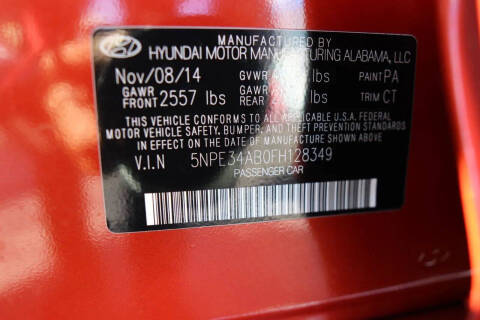 MANUFACTURED BY
HYUNDAI MOTOR MANUFACTURING ALABAMA, LLC
Nov/08/14 GVWR lbs PAINT PA
GAWR FRONT 2557 lbs GAWR REAR lbs TRIM CT
THIS VEHICLE CONFORMS TO ALL APPLICABLE U.S.A FEDERAL
MOTOR VEHICLE SAFETY, BUMPER, AND THEFT PREVENTION STANDARDS
IN EFFECT ON THE DATE OF MANUFACTURE SHOWN ABOVE
V.I.N 5NPE34AB0FH128349
PASSENGER CAR